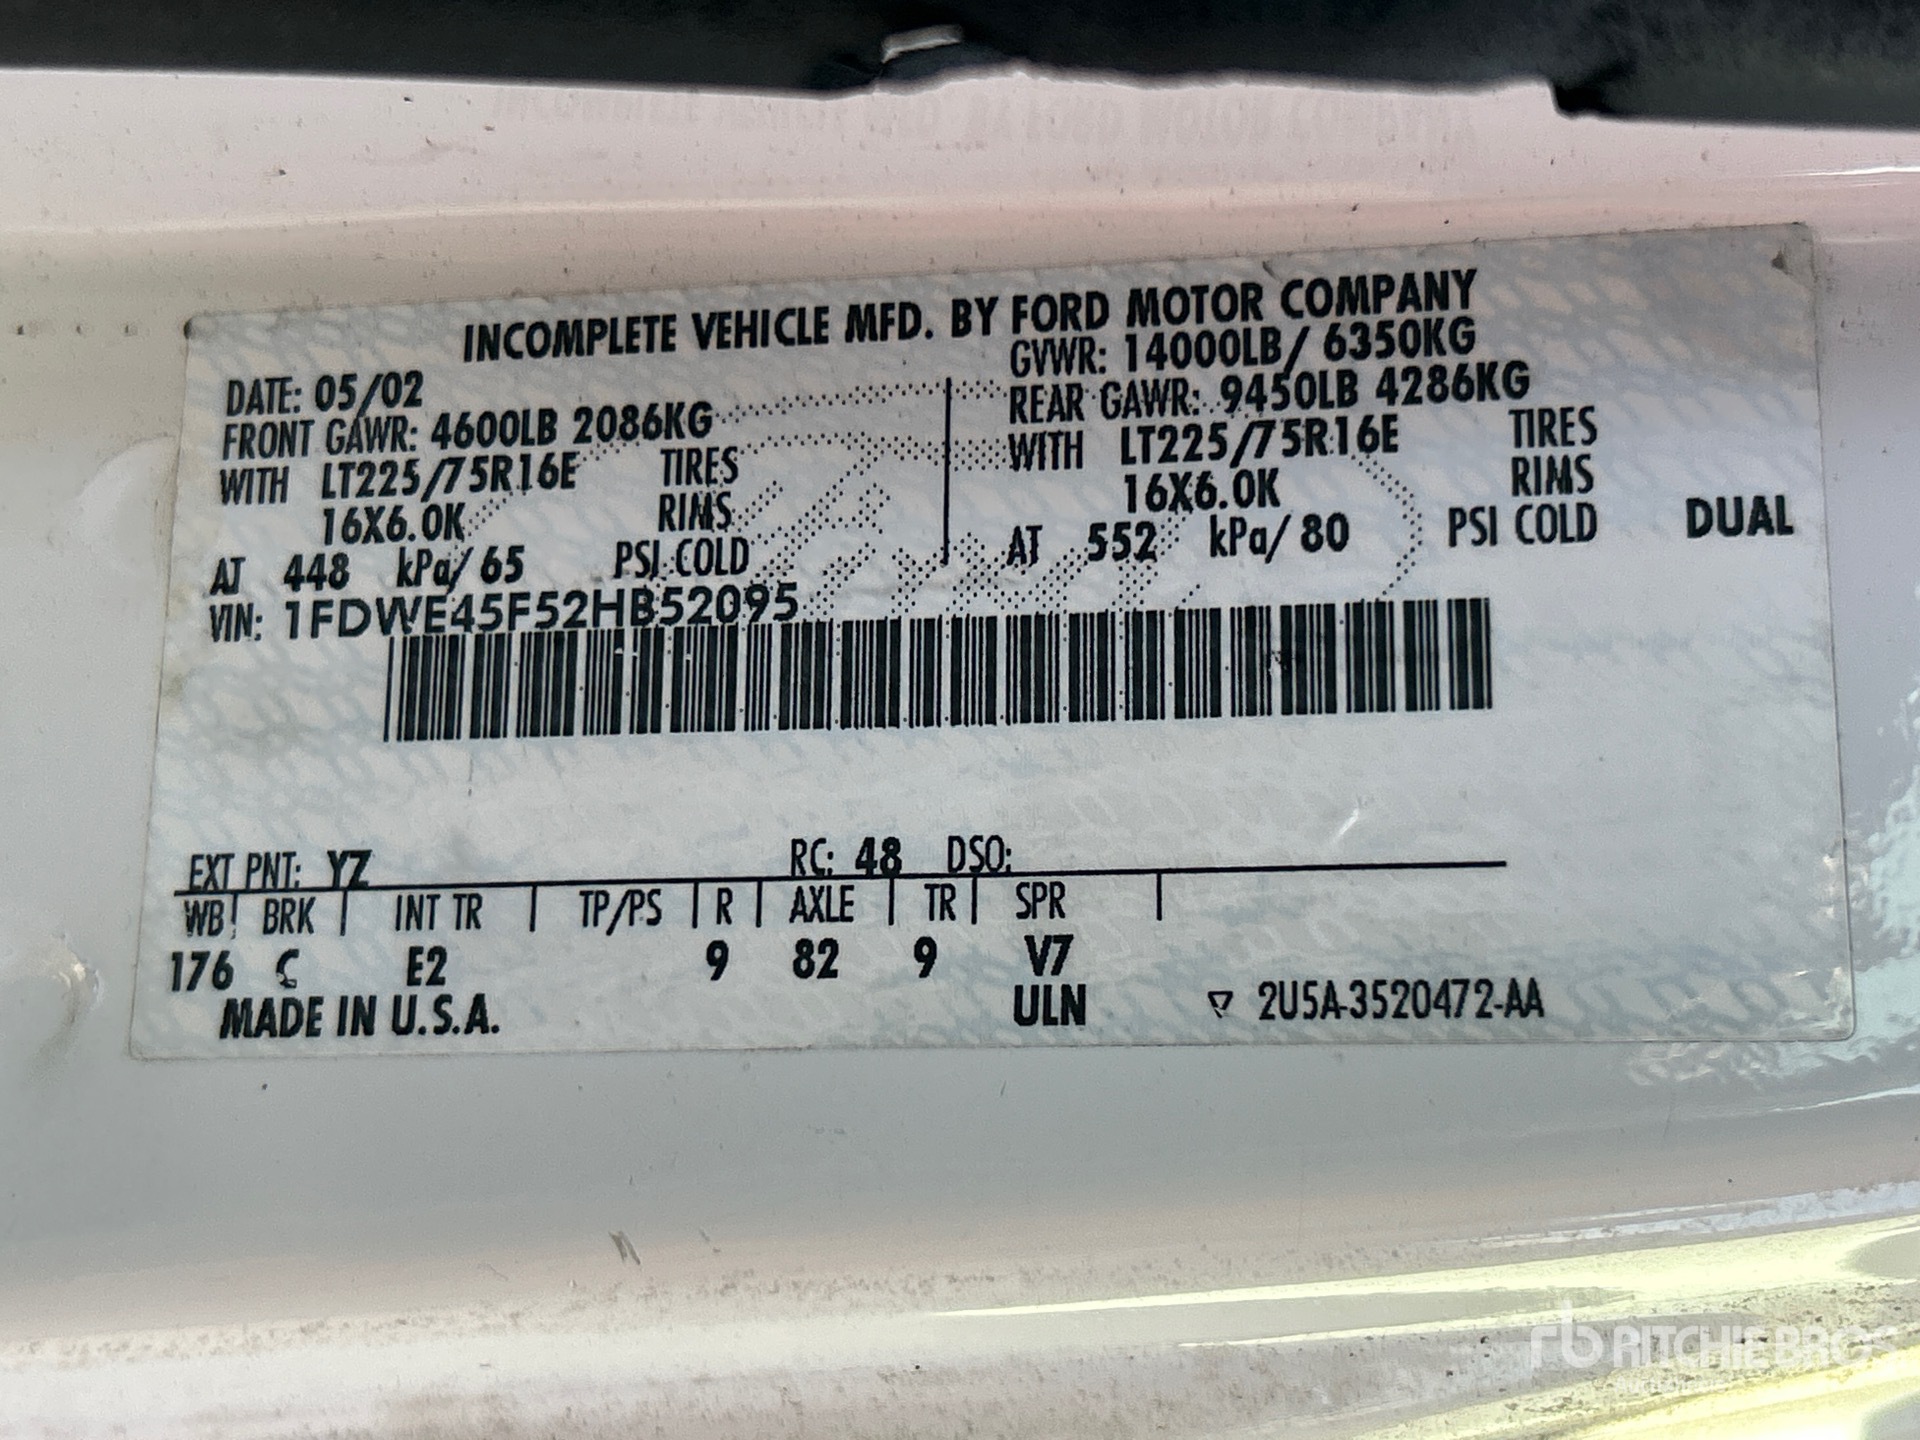 INCOMPLETE VEHICLE MFD. BY FORD MOTOR COMPANY
DATE: 05/02 GVWR: 14000LB/ 6350KG
FRONT GAWR: 4600LB 2086KG REAR GAWR: 9450LB 4286KG
WITH LT225/75R16E TIRES WITH LT225/75R16E TIRES
16X6.0K RIMS 16X6.0K RIMS
AT 448 kPa/ 65 PSI COLD AT 552 kPa/ 80 PSI COLD DUAL
VIN: 1FDWE45F52HB52095
EXT PNT: YZ RC: 48 DSO:
WB BRK INT TR TP/PS R AXLE TR SPR
176 C E2 9 82 9 V7
MADE IN U.S.A. ULN 2U5A-3520472-AA
rb RITCHIE BROS